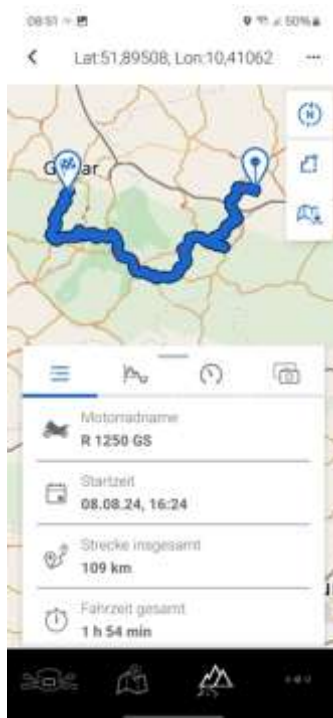 08:51
50%
Lat:51,89508, Lon:10,41062
N
G ar
Motorradname
R 1250 GS
Startzeit
08.08.24, 16:24
Strecke insgesamt
109 km
Fahrzeit gesamt
1 h 54 min